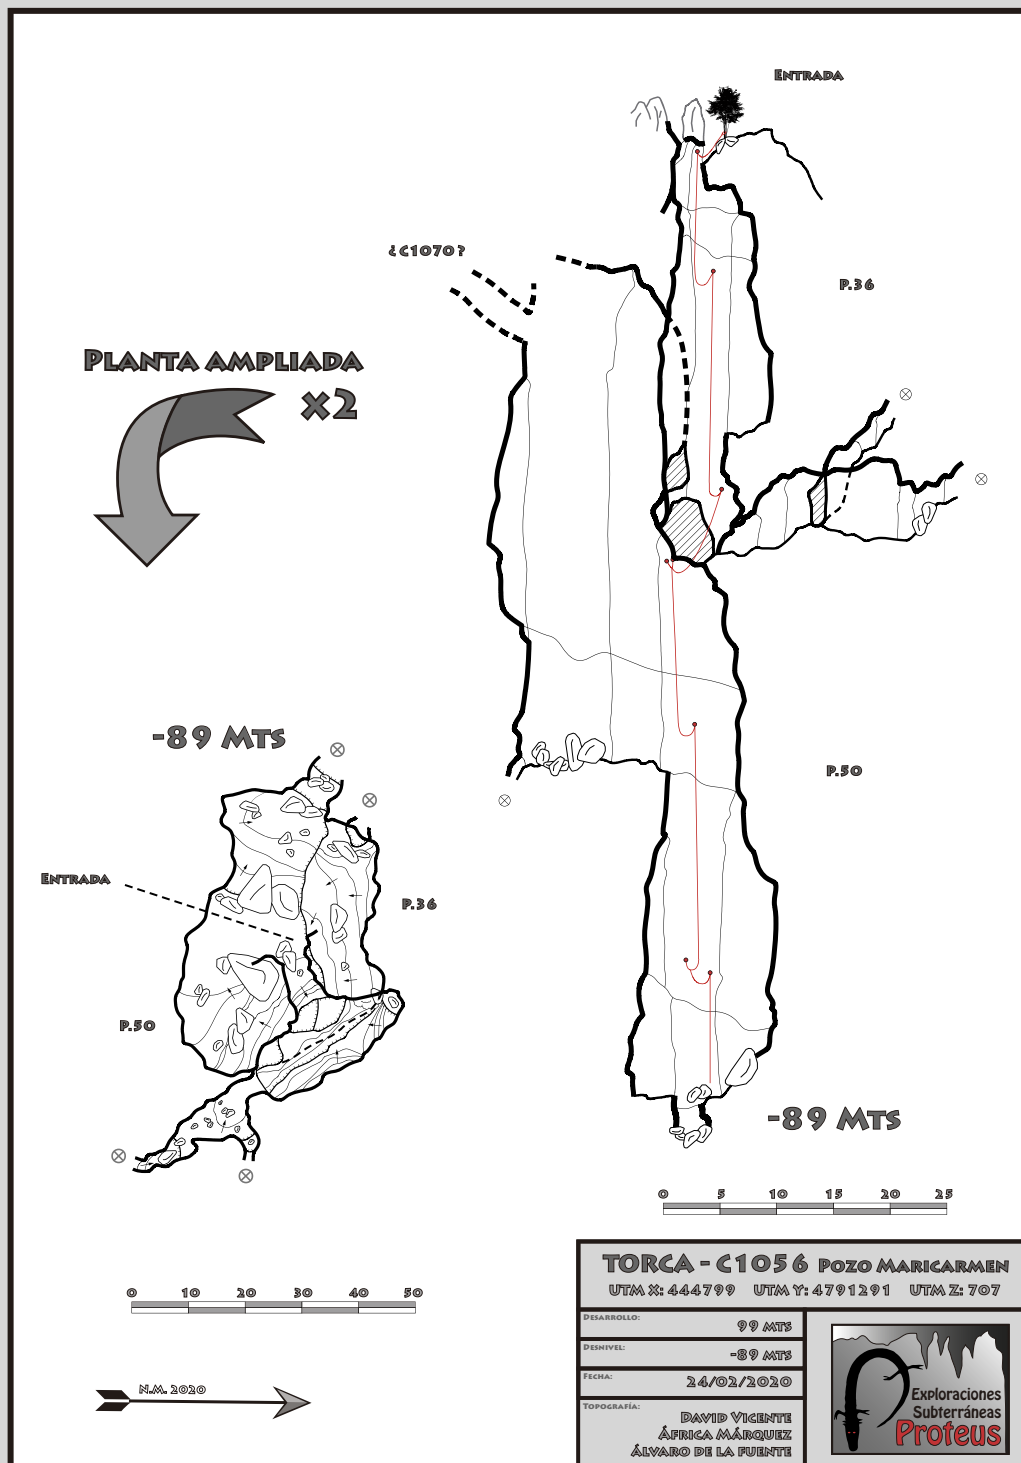 ENTRADA
¿C1070?
P.36
PLANTA AMPLIADA
x2
-89 MTS
P.50
ENTRADA
P.36
P.50
-89 MTS
0 5 10 15 20 25
0 10 20 30 40 50
N.M. 2020
TORCA - C1056 POZO MARICARMEN
UTM X: 444799 UTM Y: 4791291 UTM Z: 707
DESARROLLO:
99 MTS
DESNIVEL:
-89 MTS
FECHA:
24/02/2020
TOPOGRAFÍA:
DAVID VICENTE
ÁFRICA MÁRQUEZ
ÁLVARO DE LA FUENTE
Exploraciones
Subterráneas
Proteus